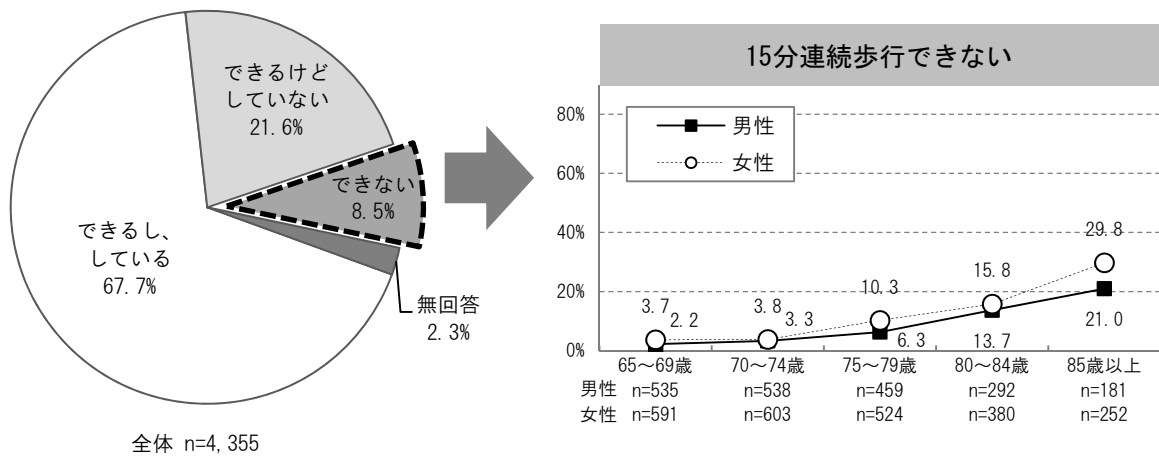 できるけど
していない
21.6%
できない
8.5%
できるし、
している
67.7%
無回答
2.3%
全体 n=4,355
15分連続歩行できない
80%
60%
40%
20%
0%
男性
女性
3.7
2.2
3.8
3.3
10.3
6.3
15.8
13.7
29.8
21.0
65～69歳 70～74歳 75～79歳 80～84歳 85歳以上
男性 n=535 n=538 n=459 n=292 n=181
女性 n=591 n=603 n=524 n=380 n=252